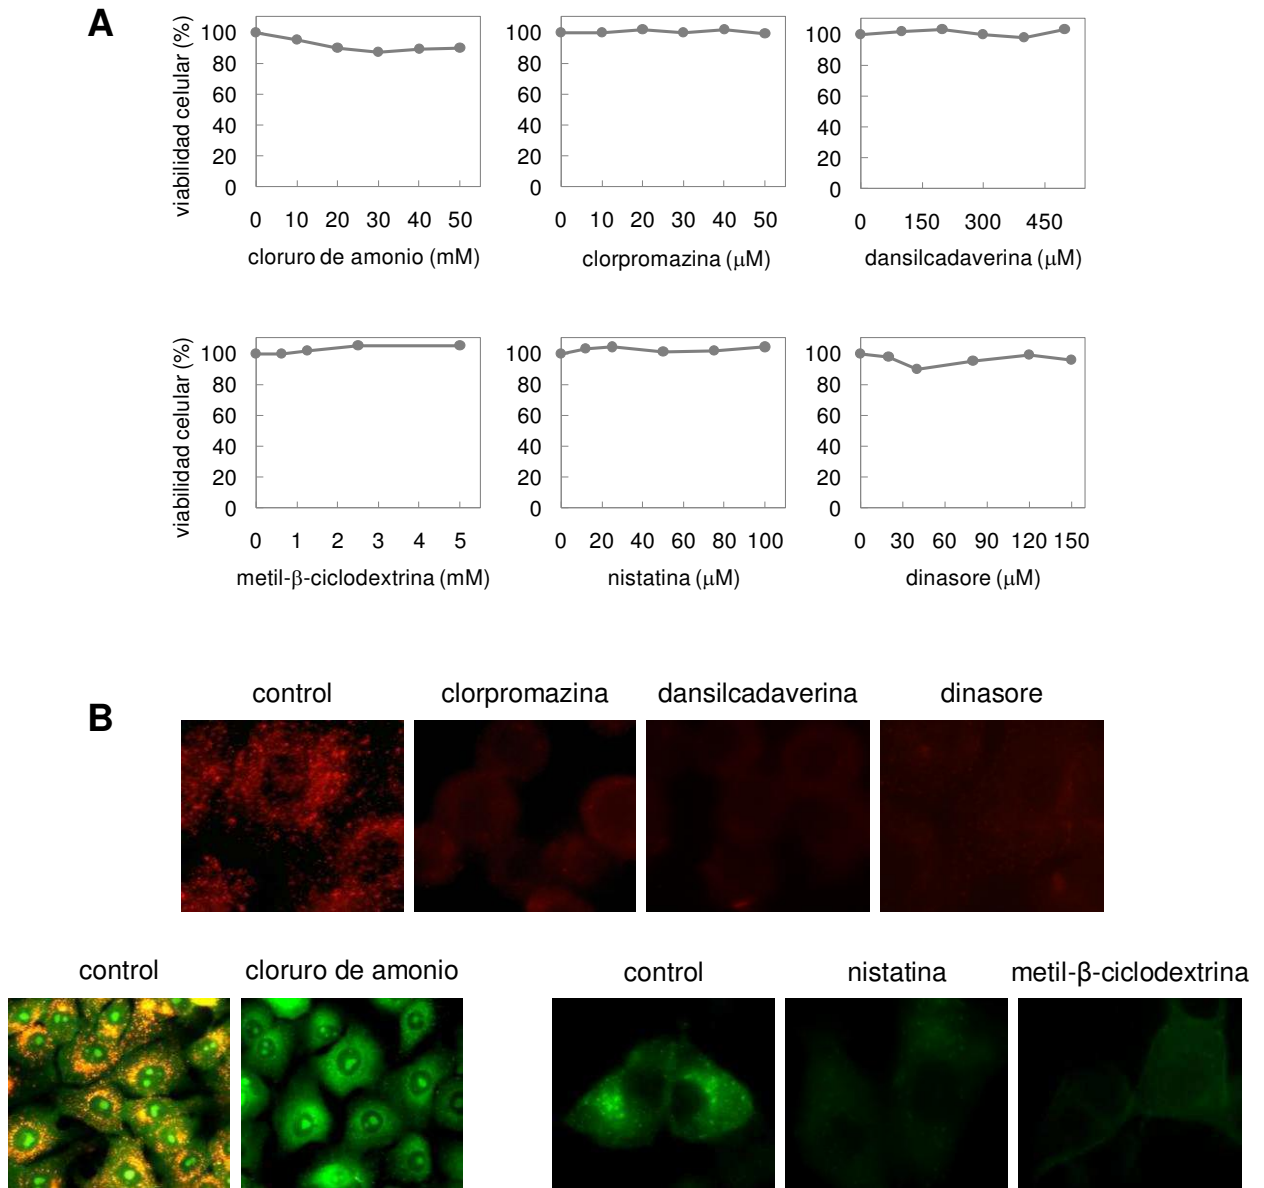 A
viabilidad celular (%)
100
80
60
40
20
0
0 10 20 30 40 50
cloruro de amonio (mM)
100
80
60
40
20
0
0 10 20 30 40 50
clorpromazina (μM)
100
80
60
40
20
0
0 150 300 450
dansilcadaverina (μM)
viabilidad celular (%)
100
80
60
40
20
0
0 1 2 3 4 5
metil-β-ciclodextrina (mM)
100
80
60
40
20
0
0 20 40 60 80 100
nistatina (μM)
100
80
60
40
20
0
0 30 60 90 120 150
dinasore (μM)
B
control clorpromazina dansilcadaverina dinasore
control cloruro de amonio control nistatina metil-β-ciclodextrina